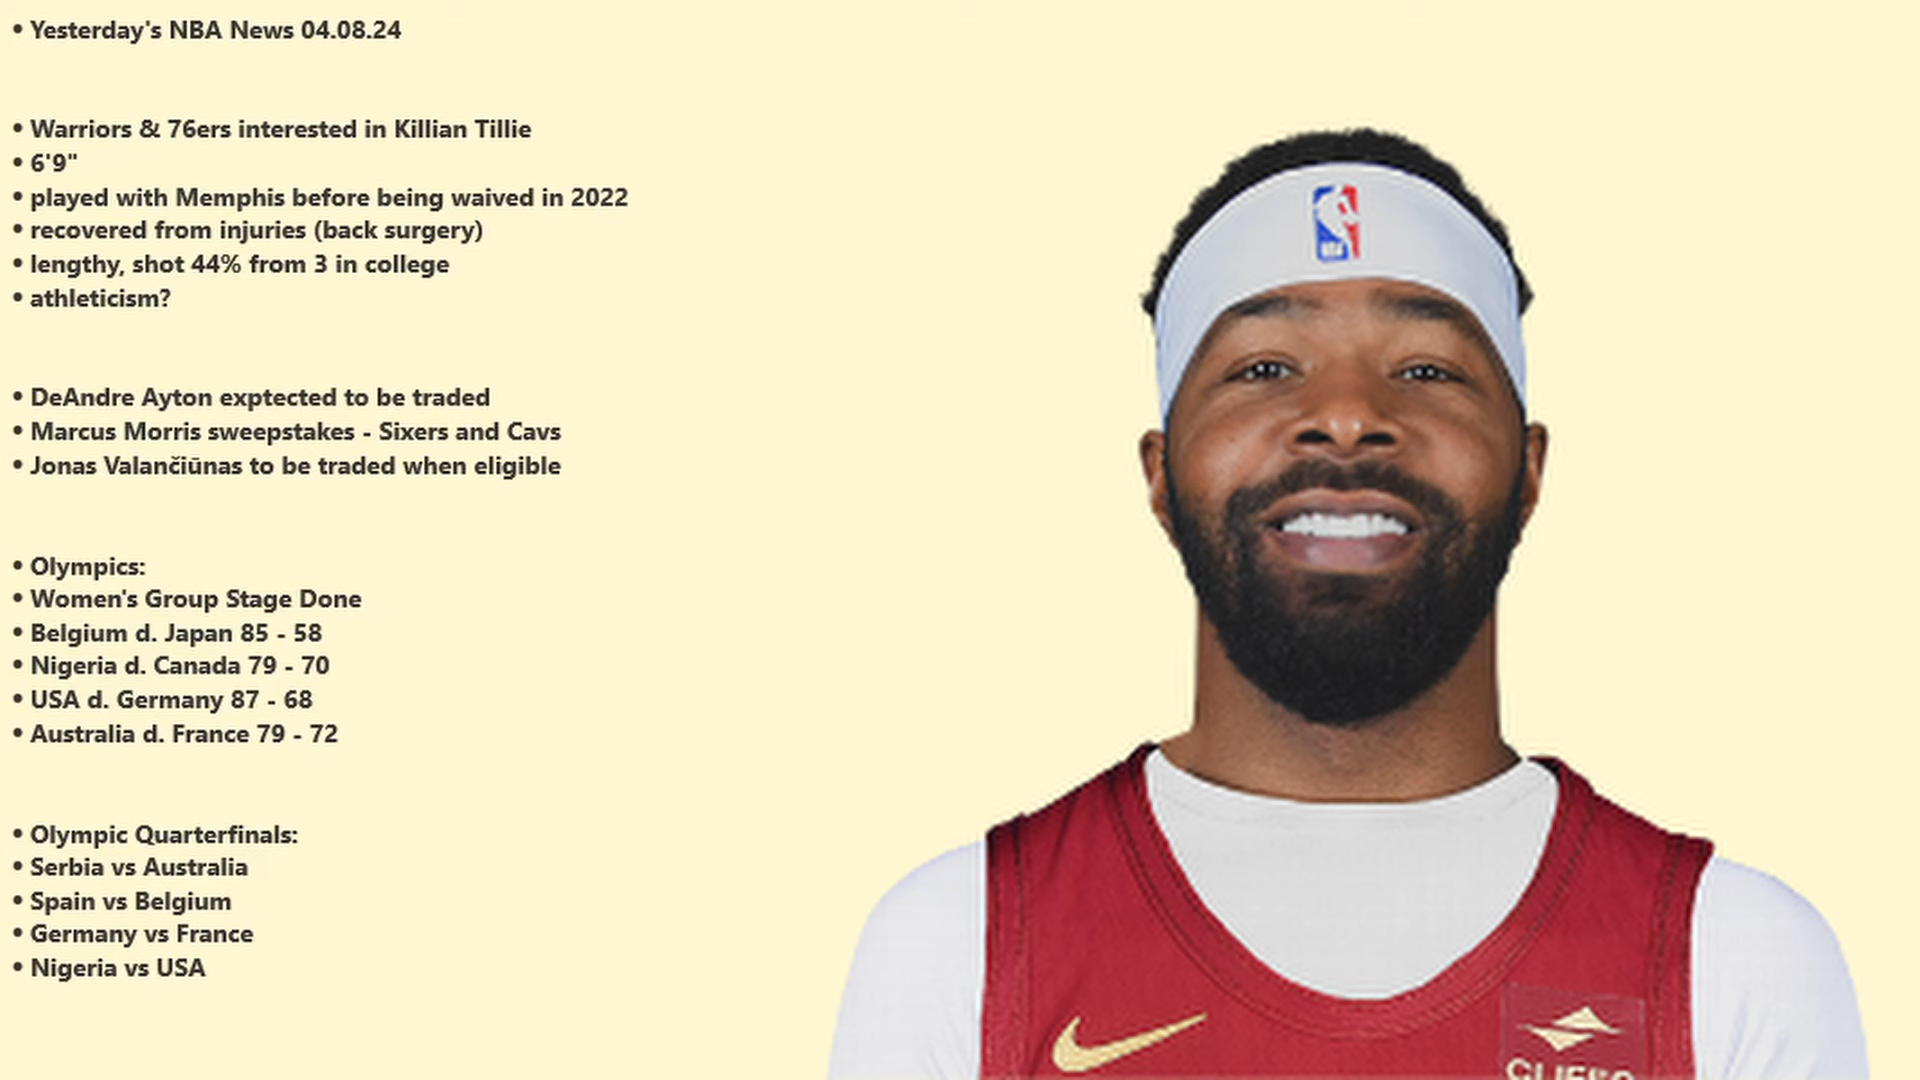 • Yesterday's NBA News 04.08.24
• Warriors & 76ers interested in Killian Tillie
• 6'9"
• played with Memphis before being waived in 2022
• recovered from injuries (back surgery)
• lengthy, shot 44% from 3 in college
• athleticism?
• DeAndre Ayton exptected to be traded
• Marcus Morris sweepstakes - Sixers and Cavs
• Jonas Valančiūnas to be traded when eligible
• Olympics:
• Women's Group Stage Done
• Belgium d. Japan 85 - 58
• Nigeria d. Canada 79 - 70
• USA d. Germany 87 - 68
• Australia d. France 79 - 72
• Olympic Quarterfinals:
• Serbia vs Australia
• Spain vs Belgium
• Germany vs France
• Nigeria vs USA